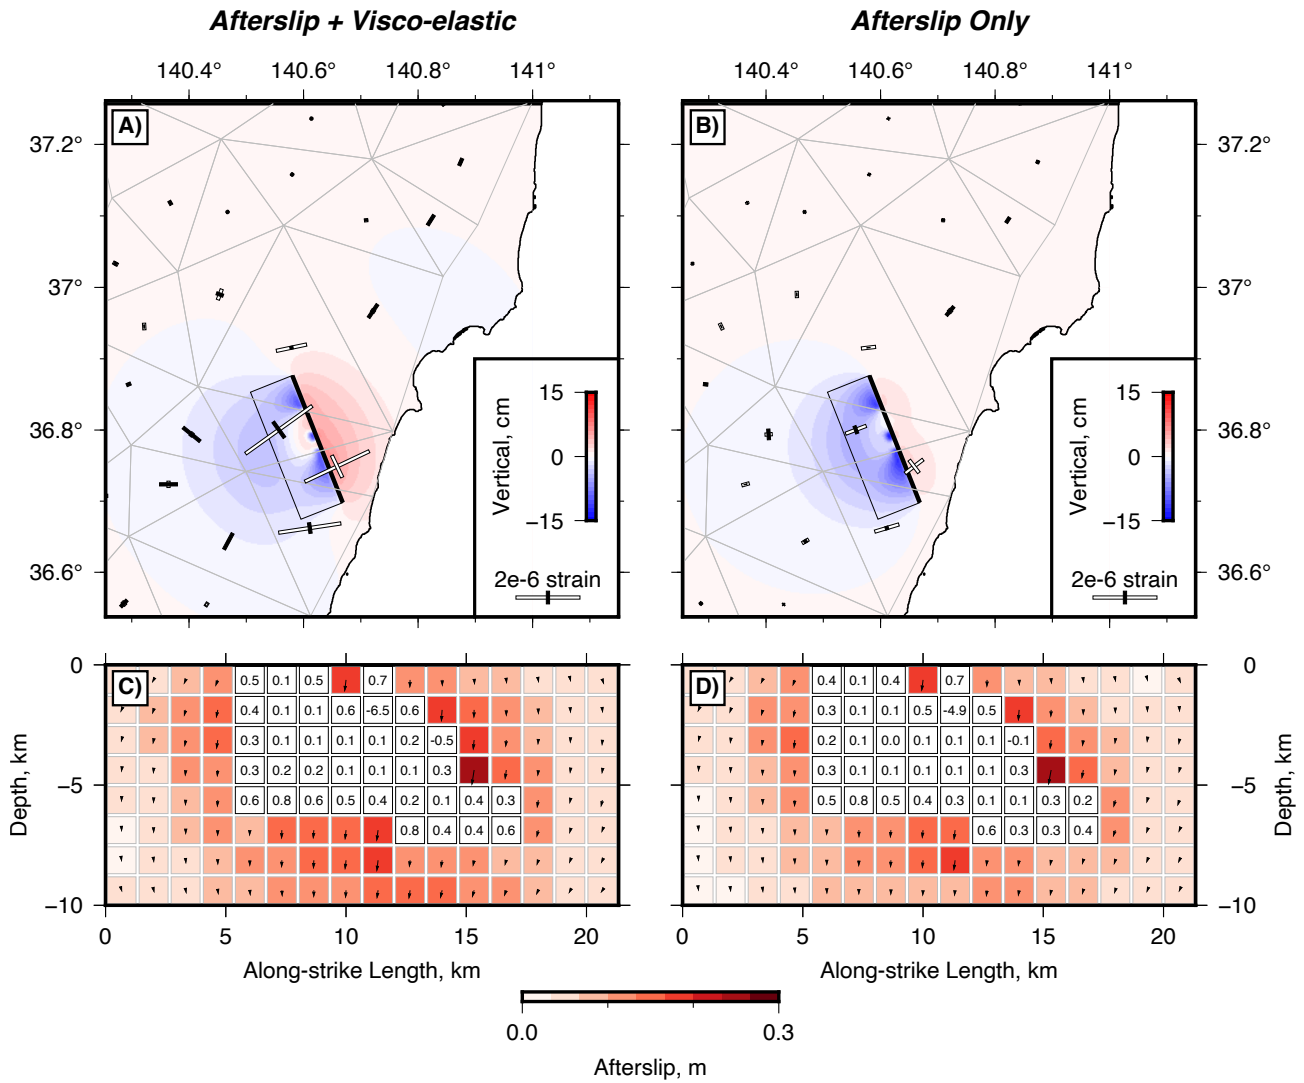 Afterslip + Visco-elastic
Afterslip Only
140.4° 140.6° 140.8° 141°
140.4° 140.6° 140.8° 141°
A)
B)
37.2°
37°
36.8°
36.6°
37.2°
37°
36.8°
36.6°
Vertical, cm
15
0
−15
2e-6 strain
Vertical, cm
15
0
−15
2e-6 strain
C)
0.5 0.1 0.5 0.7
0.4 0.1 0.1 0.6 -6.5 0.6
0.3 0.1 0.1 0.1 0.1 0.2 -0.5
0.3 0.2 0.2 0.1 0.1 0.1 0.3
0.6 0.8 0.6 0.5 0.4 0.2 0.1 0.4 0.3
0.8 0.4 0.4 0.6
D)
0.4 0.1 0.4 0.7
0.3 0.1 0.1 0.5 -4.9 0.5
0.2 0.1 0.0 0.1 0.1 0.1 -0.1
0.3 0.1 0.1 0.1 0.1 0.1 0.3
0.5 0.8 0.5 0.4 0.3 0.1 0.1 0.3 0.2
0.6 0.3 0.3 0.4
0
−5
−10
Depth, km
0
−5
−10
Depth, km
0 5 10 15 20
Along-strike Length, km
0 5 10 15 20
Along-strike Length, km
0.0 0.3
Afterslip, m